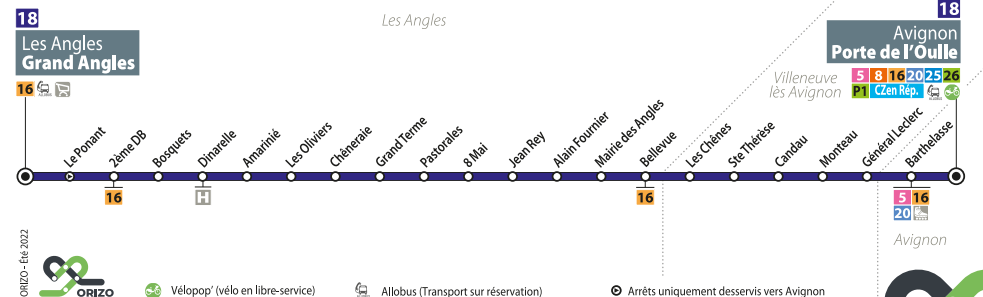 18
Les Angles
Grand Angles
16
Les Angles
18
Avignon
Porte de l'Oulle
Villeneuve
lès Avignon
5 8 16 20 25 26
P1 CZen Rép.
Le Ponant
2ème DB
Bosquets
Dinarelle
Amarinié
Les Oliviers
Chêneraie
Grand Terme
Pastorales
8 Mai
Jean Rey
Alain Fournier
Mairie des Angles
Bellevue
Les Chênes
Ste Thérèse
Candau
Monteau
Général Leclerc
Barthelasse
16
H
16
5 16
20
Avignon
ORIZO - Été 2022
ORIZO
Vélopop' (vélo en libre-service)
Allobus (Transport sur réservation)
Arrêts uniquement desservis vers Avignon